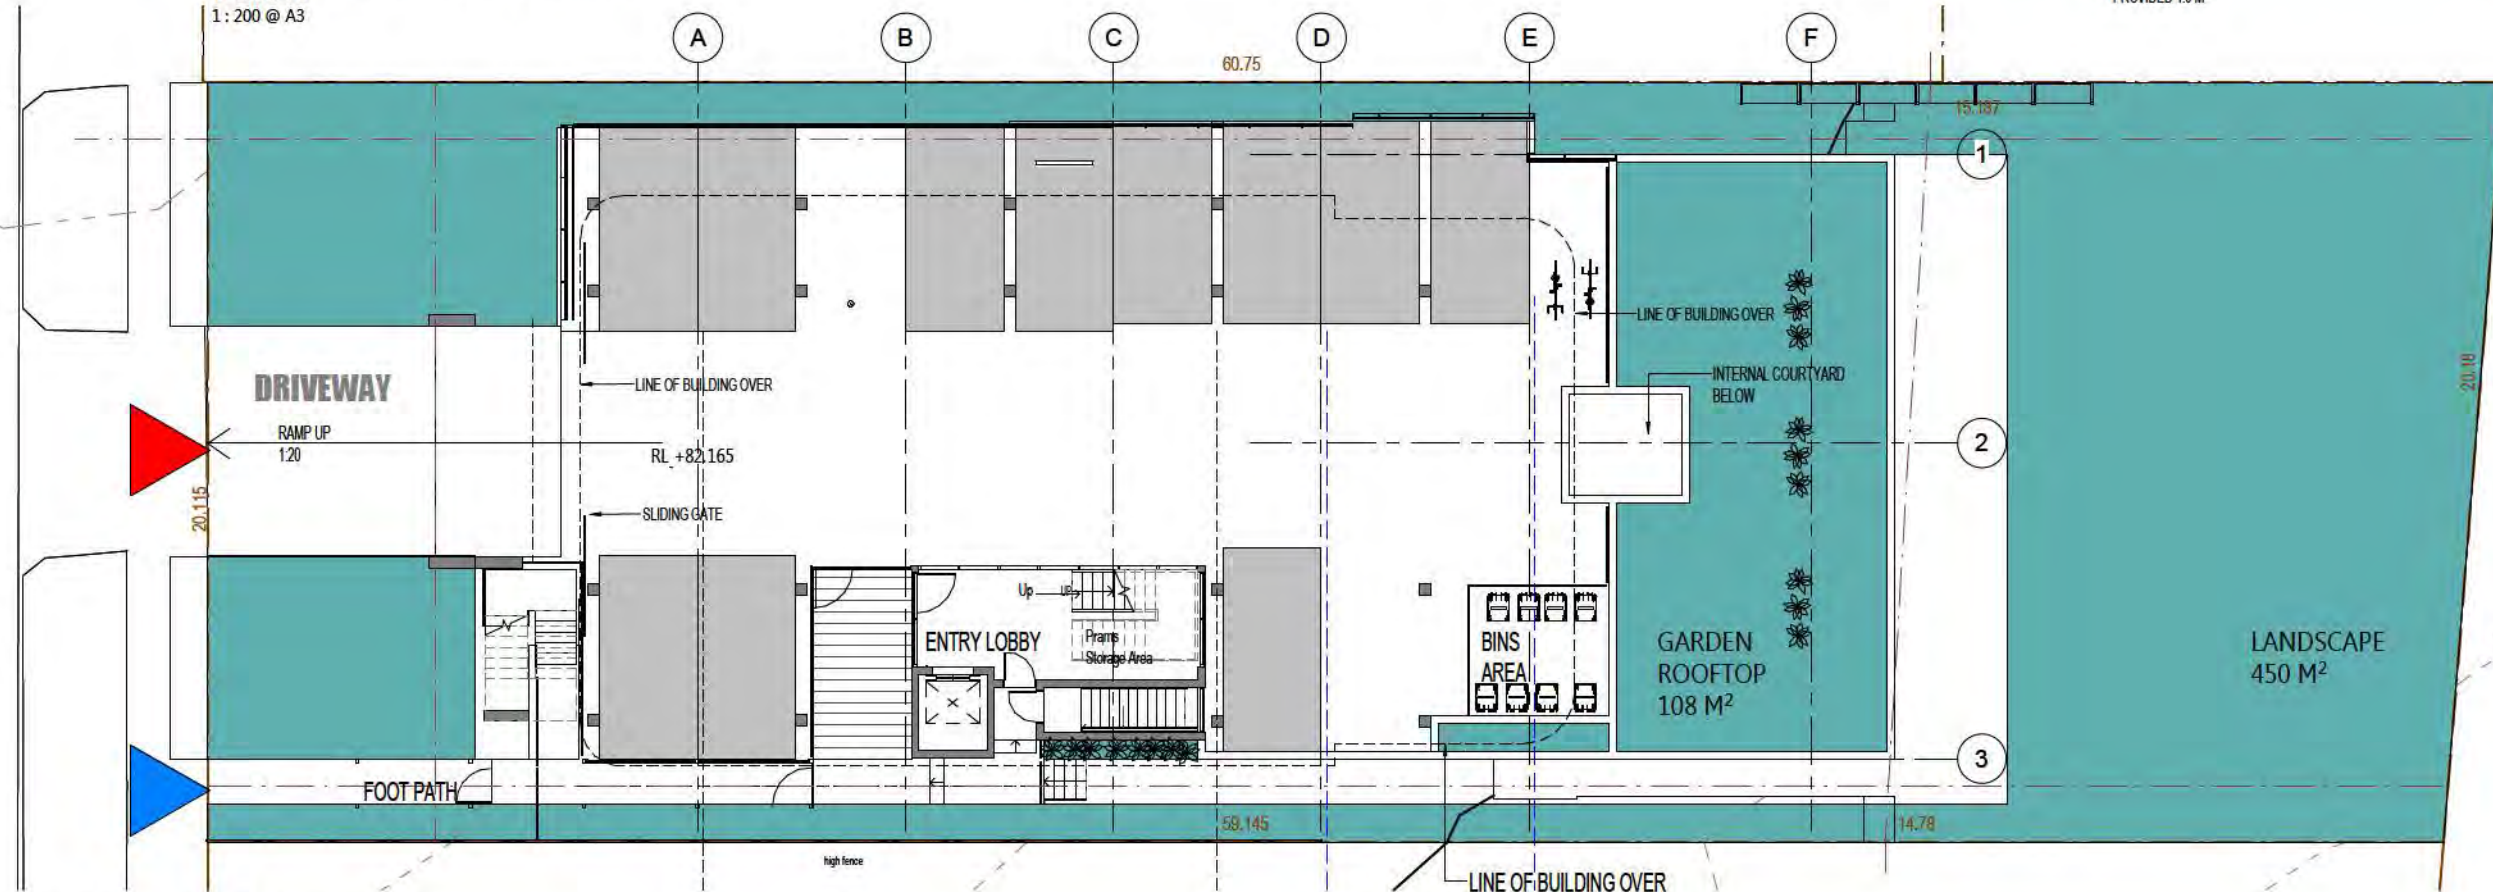 1 : 200 @ A3
A
B
C
D
E
F
60.75
15.197
1
LINE OF BUILDING OVER
DRIVEWAY
LINE OF BUILDING OVER
INTERNAL COURTYARD
BELOW
20.18
RAMP UP
1:20
RL +82.165
2
20.115
SLIDING GATE
Up
UP
ENTRY LOBBY
Prams
Storage Area
BINS
AREA
GARDEN
ROOFTOP
108 M²
LANDSCAPE
450 M²
3
FOOT PATH
59.145
14.78
high fence
LINE OF BUILDING OVER